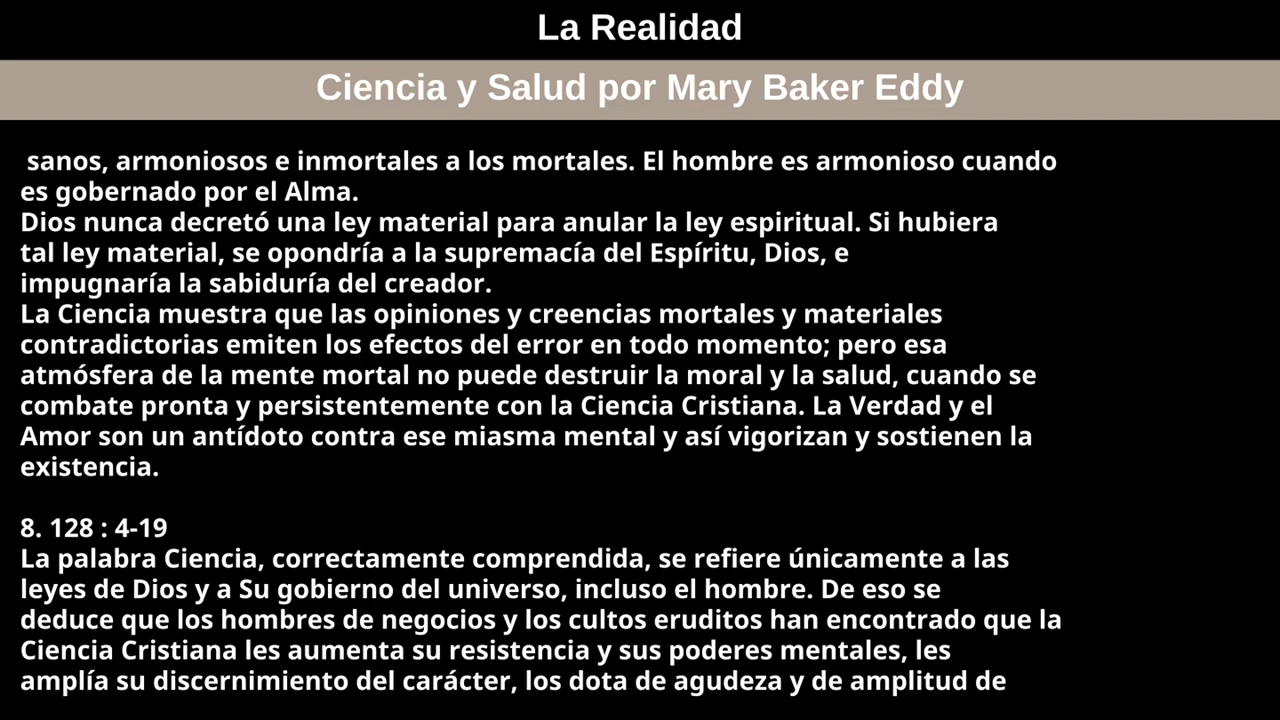 La Realidad
Ciencia y Salud por Mary Baker Eddy
sanos, armoniosos e inmortales a los mortales. El hombre es armonioso cuando
es gobernado por el Alma.
Dios nunca decretó una ley material para anular la ley espiritual. Si hubiera
tal ley material, se opondría a la supremacía del Espíritu, Dios, e
impugnaría la sabiduría del creador.
La Ciencia muestra que las opiniones y creencias mortales y materiales
contradictorias emiten los efectos del error en todo momento; pero esa
atmósfera de la mente mortal no puede destruir la moral y la salud, cuando se
combate pronta y persistentemente con la Ciencia Cristiana. La Verdad y el
Amor son un antídoto contra ese miasma mental y así vigorizan y sostienen la
existencia.
8. 128 : 4-19
La palabra Ciencia, correctamente comprendida, se refiere únicamente a las
leyes de Dios y a Su gobierno del universo, incluso el hombre. De eso se
deduce que los hombres de negocios y los cultos eruditos han encontrado que la
Ciencia Cristiana les aumenta su resistencia y sus poderes mentales, les
amplía su discernimiento del carácter, los dota de agudeza y de amplitud de